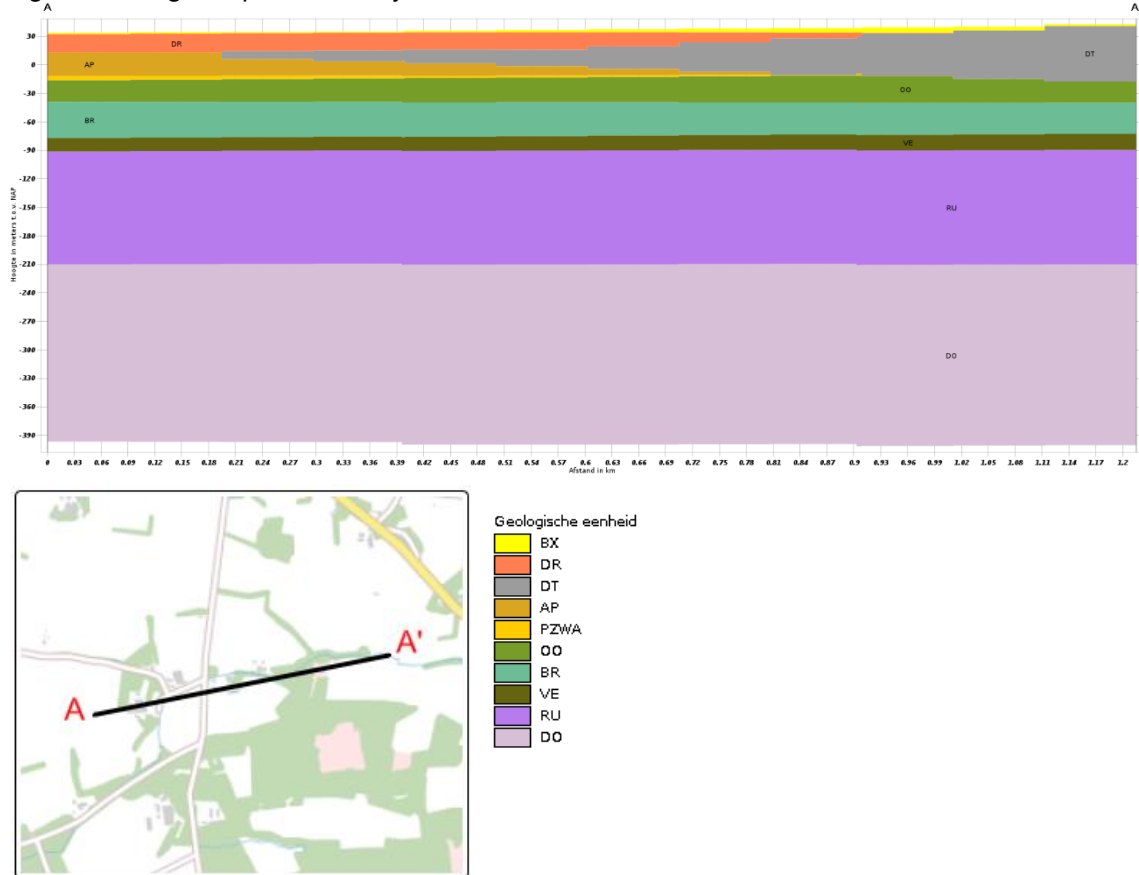 A A
30
0
-30
-60
-90
-120
-150
-180
-210
-240
-270
-300
-330
-360
-390
Hoogte in meters t.o.v. NAP
DR
AP
DT
OO
BR
VE
RU
DO
0 0.03 0.06 0.09 0.12 0.15 0.18 0.21 0.24 0.27 0.3 0.33 0.36 0.39 0.42 0.45 0.48 0.51 0.54 0.57 0.6 0.63 0.66 0.69 0.72 0.75 0.78 0.81 0.84 0.87 0.9 0.93 0.96 0.99 1.02 1.05 1.08 1.11 1.14 1.17 1.2
Afstand in km
A
A'
Geologische eenheid
BX
DR
DT
AP
PZWA
OO
BR
VE
RU
DO